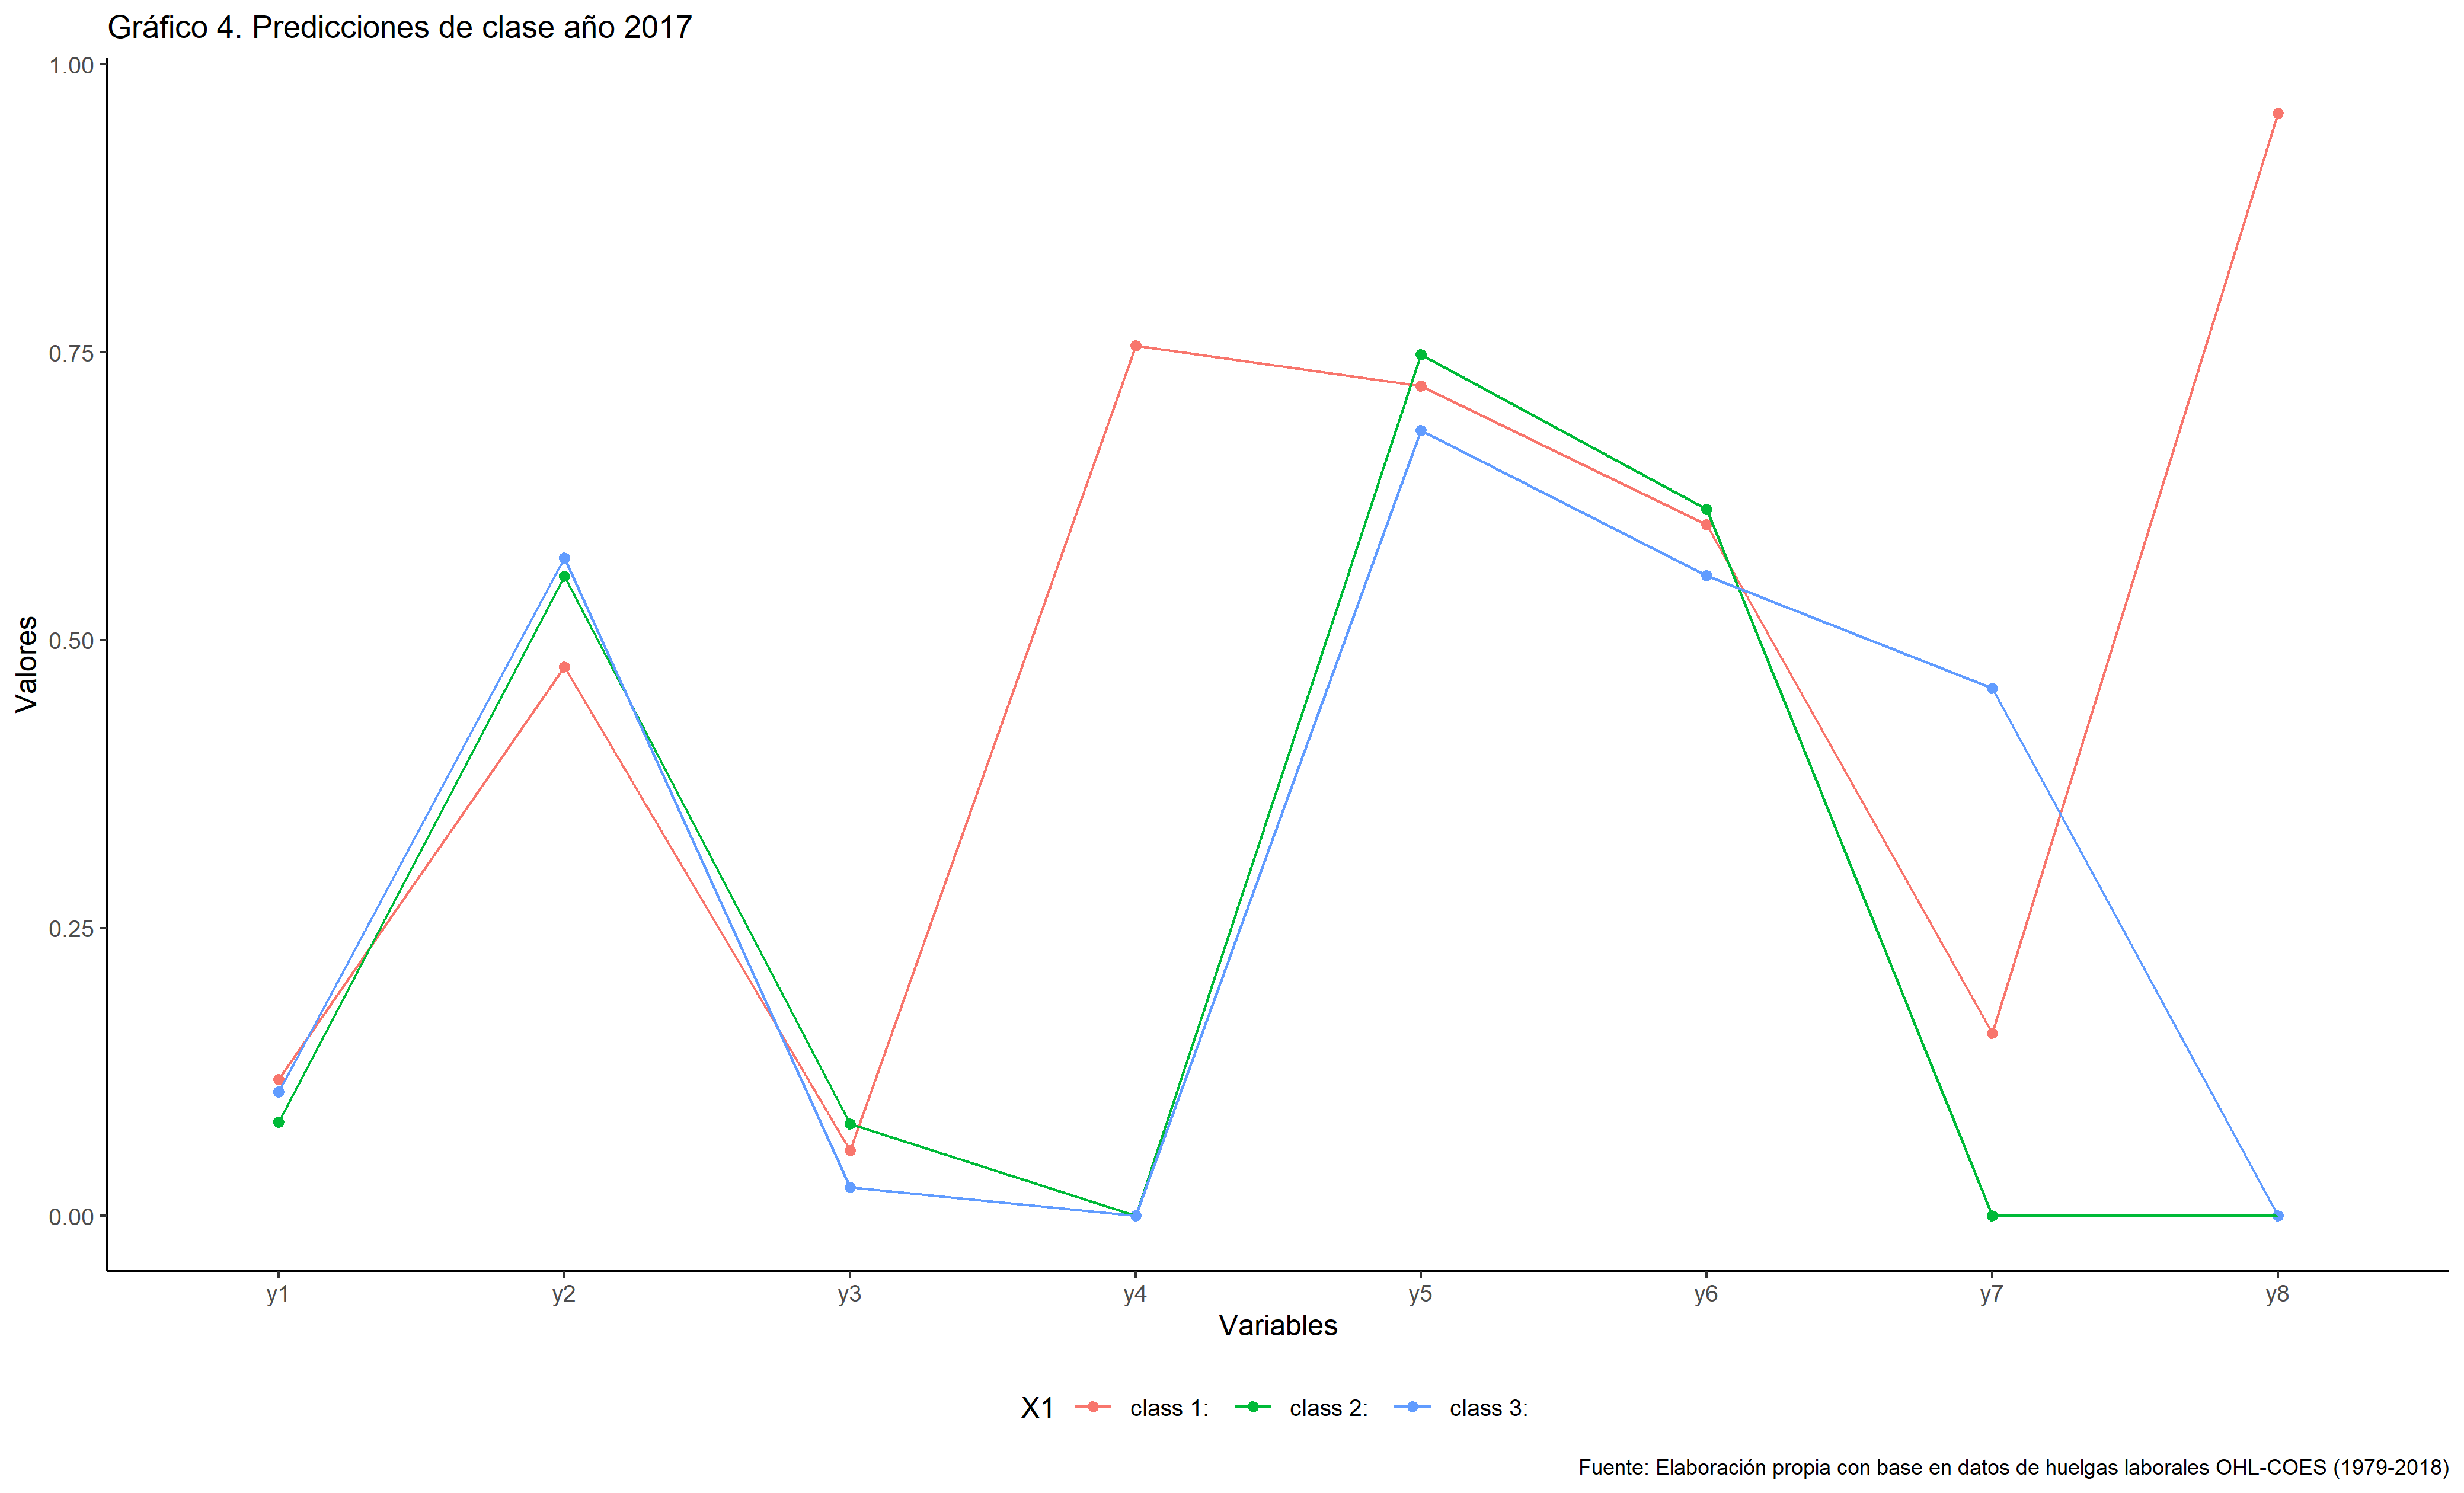 Gráfico 4. Predicciones de clase año 2017
1.00
0.75
0.50
0.25
0.00
Valores
y1 y2 y3 y4 y5 y6 y7 y8
Variables
X1 class 1: class 2: class 3:
Fuente: Elaboración propia con base en datos de huelgas laborales OHL-COES (1979-2018)